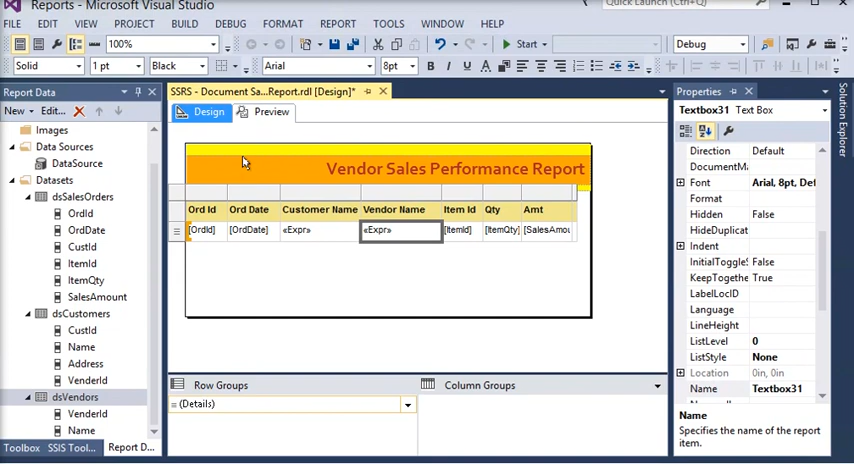 Reports - Microsoft Visual Studio
Quick Launch (Ctrl+Q)
FILE EDIT VIEW PROJECT BUILD DEBUG FORMAT REPORT TOOLS WINDOW HELP
100% Start Debug
Solid 1 pt Black Arial 8pt B I U A
Report Data
New Edit...
Images
Data Sources
DataSource
Datasets
dsSalesOrders
OrdId
OrdDate
CustId
ItemId
ItemQty
SalesAmount
dsCustomers
CustId
Name
Address
VenderId
dsVendors
VenderId
Name
Toolbox SSIS Tool... Report D...
SSRS - Document Sa...Report.rdl [Design]*
Design Preview
Vendor Sales Performance Report
Ord Id Ord Date Customer Name Vendor Name Item Id Qty Amt
[OrdId] [OrdDate] «Expr» «Expr» [ItemId] [ItemQty] [SalesAmou
Row Groups Column Groups
(Details)
Properties
Textbox31 Text Box
Direction Default
DocumentMa
Font Arial, 8pt, Def
Format
Hidden False
HideDuplicat
Indent
InitialToggleS False
KeepTogethe True
LabelLocID
Language
LineHeight
ListLevel 0
ListStyle None
Location 0in, 0in
Name Textbox31
Name
Specifies the name of the report
item.
Solution Explorer